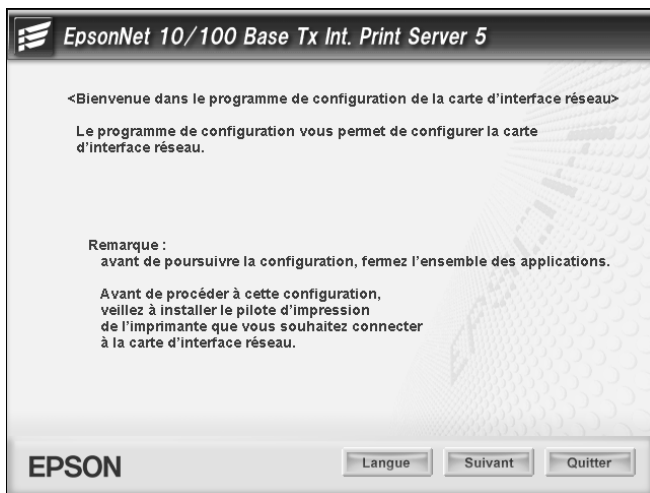 EpsonNet 10/100 Base Tx Int. Print Server 5
<Bienvenue dans le programme de configuration de la carte d'interface réseau>
Le programme de configuration vous permet de configurer la carte
d'interface réseau.
Remarque :
avant de poursuivre la configuration, fermez l'ensemble des applications.
Avant de procéder à cette configuration,
veillez à installer le pilote d'impression
de l'imprimante que vous souhaitez connecter
à la carte d'interface réseau.
EPSON
Langue
Suivant
Quitter